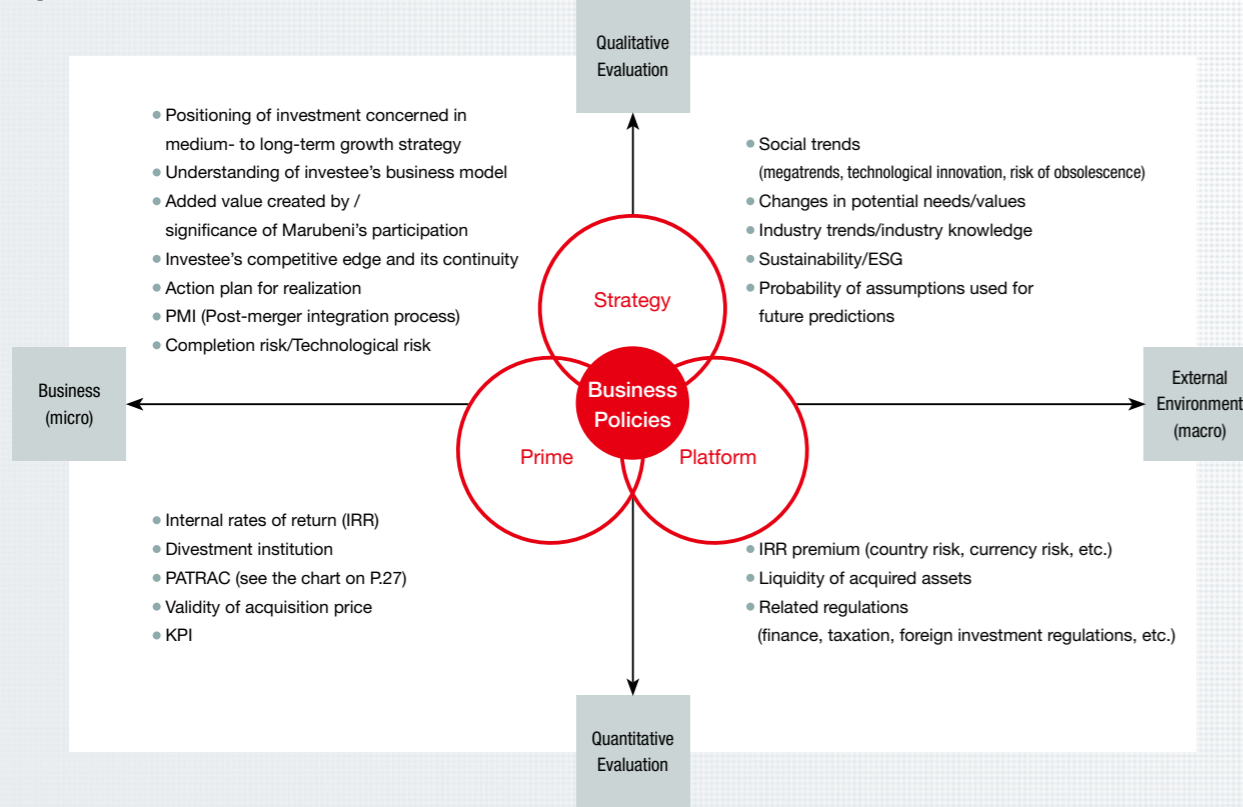 Qualitative
Evaluation
• Positioning of investment concerned in
medium- to long-term growth strategy
• Understanding of investee's business model
• Added value created by /
significance of Marubeni's participation
• Investee's competitive edge and its continuity
• Action plan for realization
• PMI (Post-merger integration process)
• Completion risk/Technological risk
• Social trends
(megatrends, technological innovation, risk of obsolescence)
• Changes in potential needs/values
• Industry trends/industry knowledge
• Sustainability/ESG
• Probability of assumptions used for
future predictions
Strategy
Business
(micro)
Business
Policies
External
Environment
(macro)
Prime
Platform
• Internal rates of return (IRR)
• Divestment institution
• PATRAC (see the chart on P.27)
• Validity of acquisition price
• KPI
• IRR premium (country risk, currency risk, etc.)
• Liquidity of acquired assets
• Related regulations
(finance, taxation, foreign investment regulations, etc.)
Quantitative
Evaluation